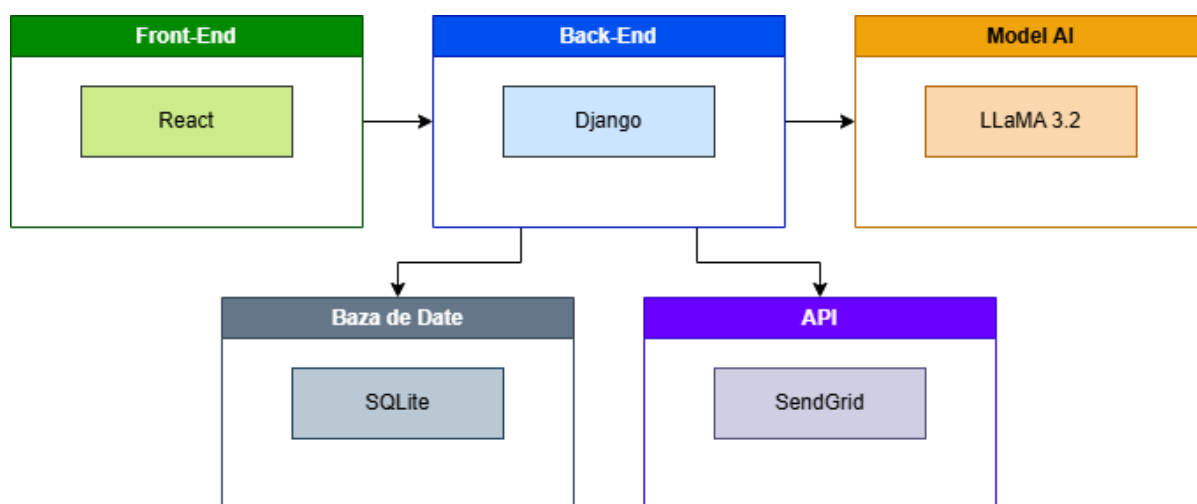 Front-End
Back-End
Model AI
React
Django
LLaMA 3.2
Baza de Date
API
SQLite
SendGrid